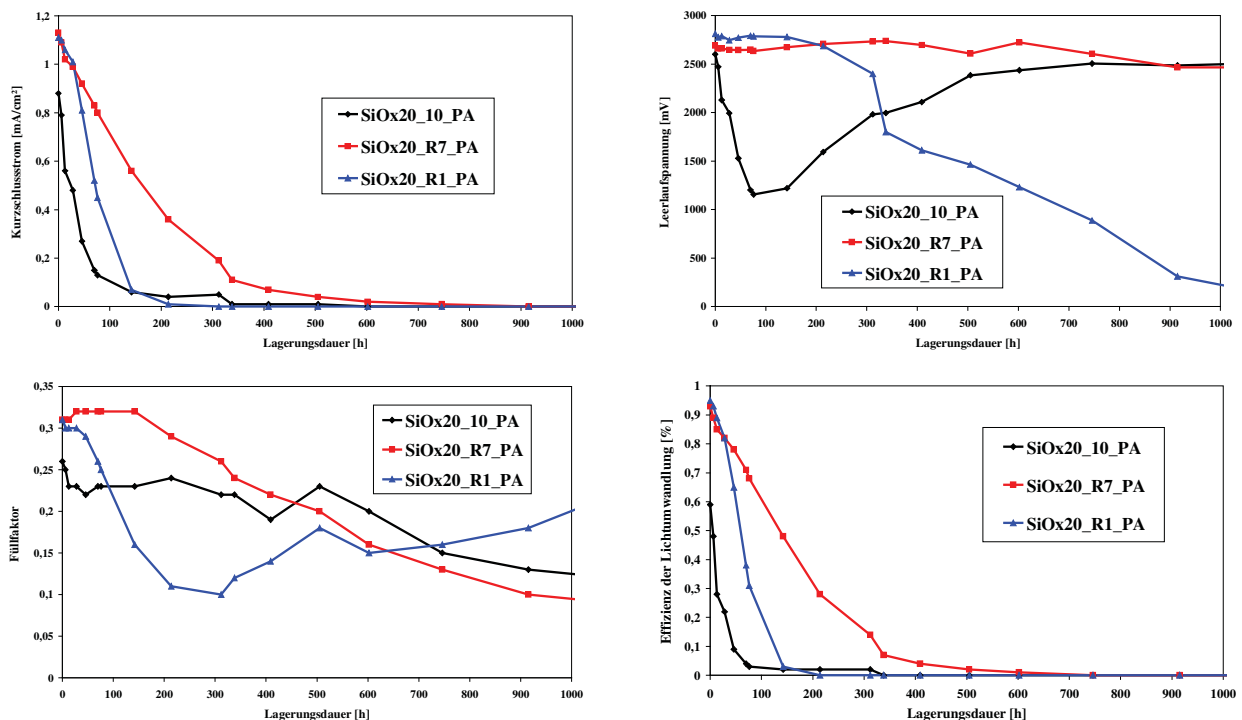 1,2
1
0,8
0,6
0,4
0,2
0
0 100 200 300 400 500 600 700 800 900 1000
Kurzschlussstrom [mA/cm²]
Lagerungsdauer [h]
SiOx20_10_PA
SiOx20_R7_PA
SiOx20_R1_PA
3000
2500
2000
1500
1000
500
0
0 100 200 300 400 500 600 700 800 900 1000
Leerlaufspannung [mV]
Lagerungsdauer [h]
SiOx20_10_PA
SiOx20_R7_PA
SiOx20_R1_PA
0,35
0,3
0,25
0,2
0,15
0,1
0,05
0
0 100 200 300 400 500 600 700 800 900 1000
Füllfaktor
Lagerungsdauer [h]
SiOx20_10_PA
SiOx20_R7_PA
SiOx20_R1_PA
1
0,9
0,8
0,7
0,6
0,5
0,4
0,3
0,2
0,1
0
0 100 200 300 400 500 600 700 800 900 1000
Effizienz der Lichtumwandlung [%]
Lagerungsdauer [h]
SiOx20_10_PA
SiOx20_R7_PA
SiOx20_R1_PA